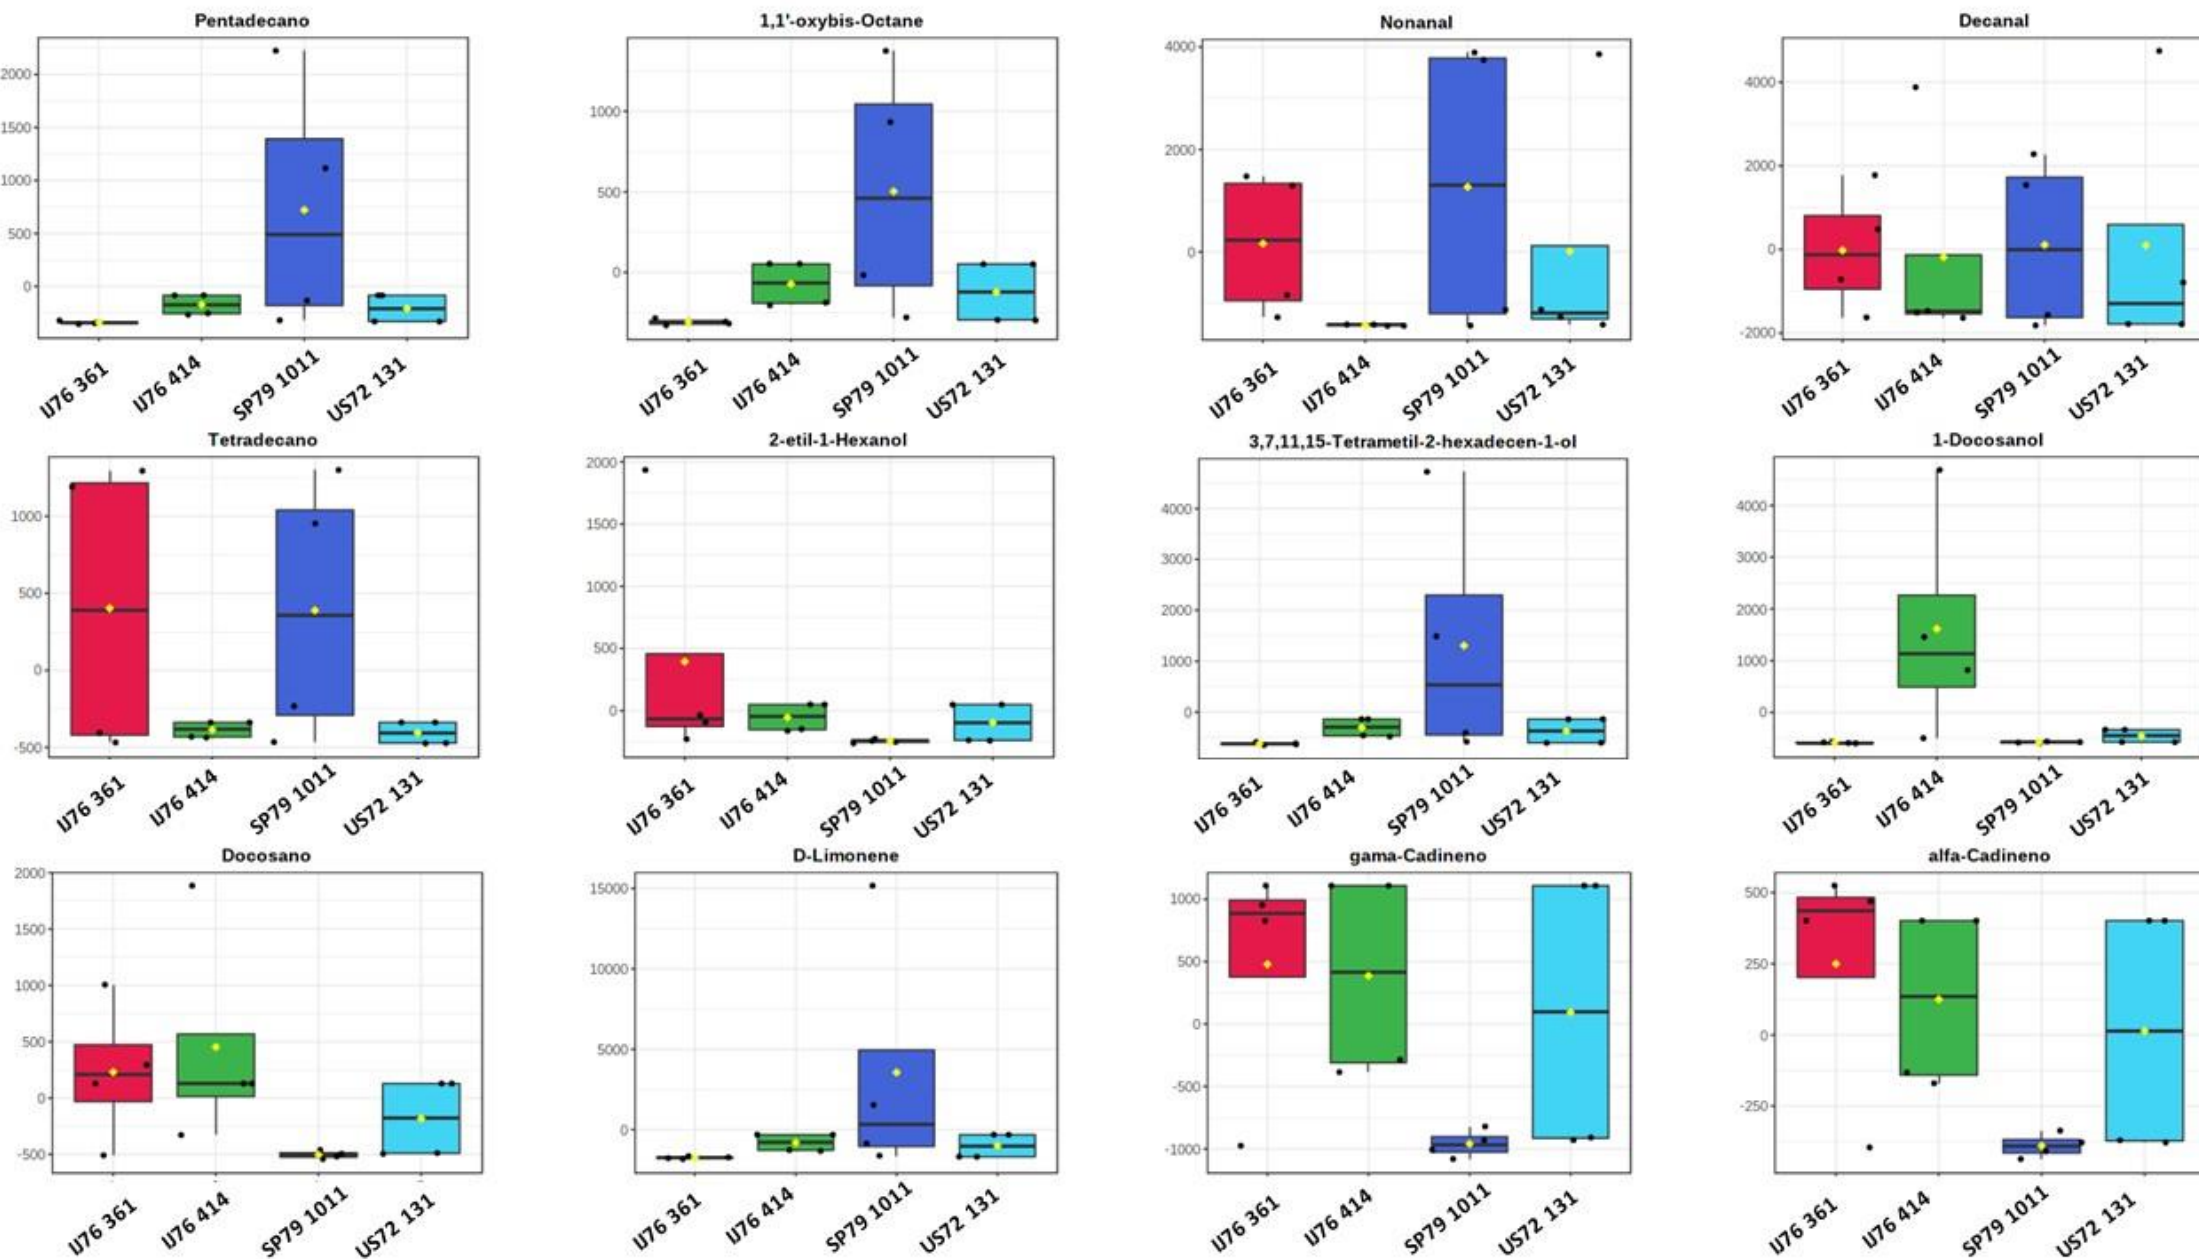 Pentadecano
2000
1500
1000
500
0
IJ76 361
IJ76 414
SP79 1011
US72 131
1,1'-oxybis-Octane
1000
500
0
IJ76 361
IJ76 414
SP79 1011
US72 131
Nonanal
4000
2000
0
IJ76 361
IJ76 414
SP79 1011
US72 131
Decanal
4000
2000
0
-2000
IJ76 361
IJ76 414
SP79 1011
US72 131
Tetradecano
1000
500
0
-500
IJ76 361
IJ76 414
SP79 1011
US72 131
2-etil-1-Hexanol
2000
1500
1000
500
0
IJ76 361
IJ76 414
SP79 1011
US72 131
3,7,11,15-Tetrametil-2-hexadecen-1-ol
4000
3000
2000
1000
0
IJ76 361
IJ76 414
SP79 1011
US72 131
1-Docosanol
4000
3000
2000
1000
0
IJ76 361
IJ76 414
SP79 1011
US72 131
Docosano
2000
1500
1000
500
0
-500
IJ76 361
IJ76 414
SP79 1011
US72 131
D-Limonene
15000
10000
5000
0
IJ76 361
IJ76 414
SP79 1011
US72 131
gama-Cadineno
1000
500
0
-500
-1000
IJ76 361
IJ76 414
SP79 1011
US72 131
alfa-Cadineno
500
250
0
-250
IJ76 361
IJ76 414
SP79 1011
US72 131